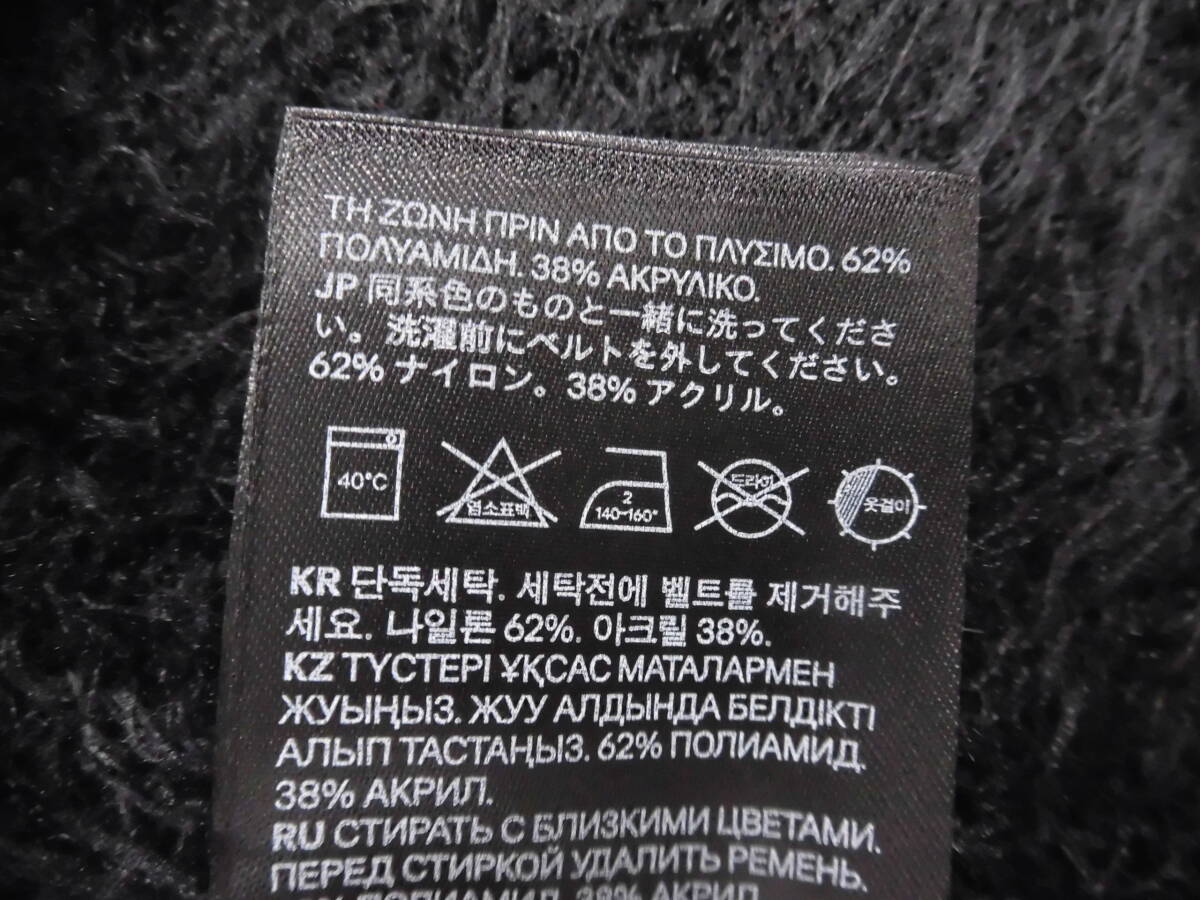 ΤΗ ΖΩΝΗ ΠΡΙΝ ΑΠΟ ΤΟ ΠΛΥΣΙΜΟ. 62%
ΠΟΛΥΑΜΙΔΗ. 38% ΑΚΡΥΛΙΚΟ.
JP 同系色のものと一緒に洗ってくださ
い。洗濯前にベルトを外してください。
62% ナイロン。38% アクリル。
40°C
염소표백
2
140~160°
드라이
옷걸이
KR 단독세탁. 세탁전에 벨트를 제거해주
세요. 나일론 62%. 아크릴 38%.
KZ ТҮСТЕРІ ҰҚСАС МАТАЛАРМЕН
ЖУЫҢЫЗ. ЖУУ АЛДЫНДА БЕЛДІКТІ
АЛЫП ТАСТАҢЫЗ. 62% ПОЛИАМИД.
38% АКРИЛ.
RU СТИРАТЬ С БЛИЗКИМИ ЦВЕТАМИ.
ПЕРЕД СТИРКОЙ УДАЛИТЬ РЕМЕНЬ.
ПОЛИАМИД. 38% АКРИЛ.